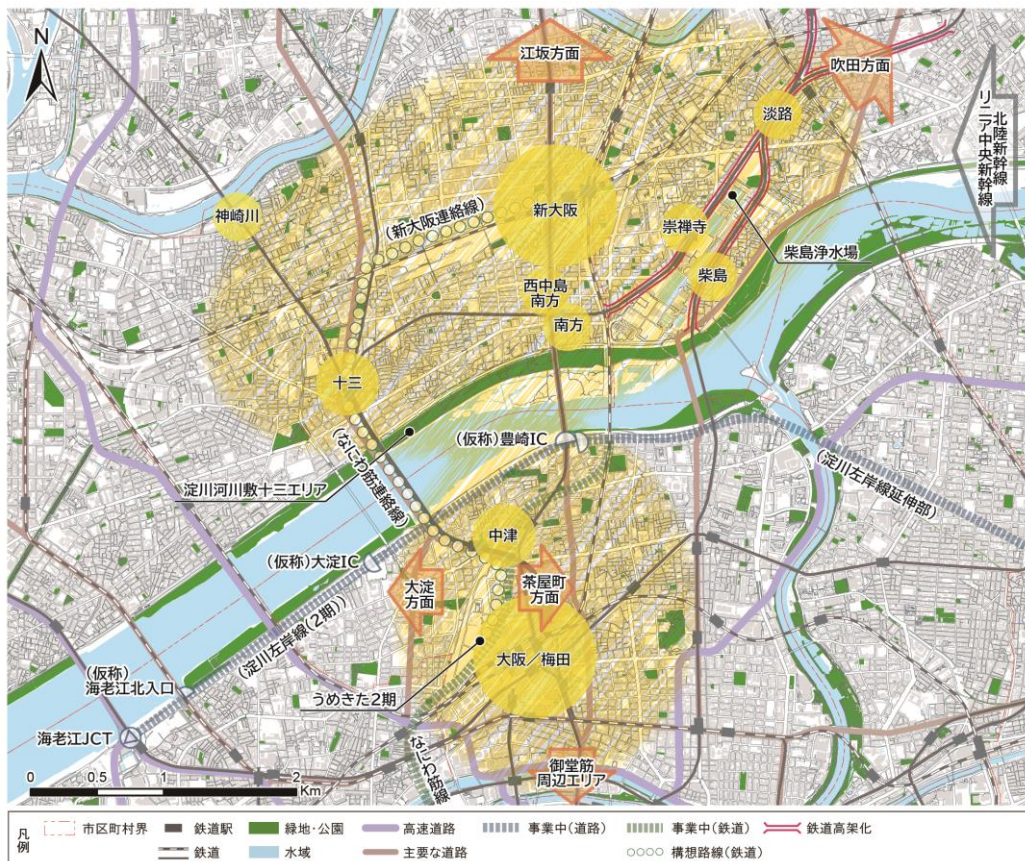 N
江坂方面
吹田方面
淡路
北陸新幹線
リニア中央新幹線
神崎川
(新大阪連絡線)
新大阪
崇禅寺
柴島浄水場
西中島
南方
柴島
南方
十三
(仮称)豊崎IC
(なにわ筋連絡線)
淀川河川敷十三エリア
(淀川左岸線延伸部)
中津
(仮称)大淀IC
大淀
方面
茶屋町
方面
(淀川左岸線(2期))
大阪/梅田
(仮称)
海老江北入口
うめきた2期
海老江JCT
なにわ筋線
御堂筋
周辺エリア
0 0.5 1 2
Km
凡例
市区町村界 鉄道駅 緑地・公園 高速道路 事業中(道路) 事業中(鉄道) 鉄道高架化
鉄道 水域 主要な道路 構想路線(鉄道)